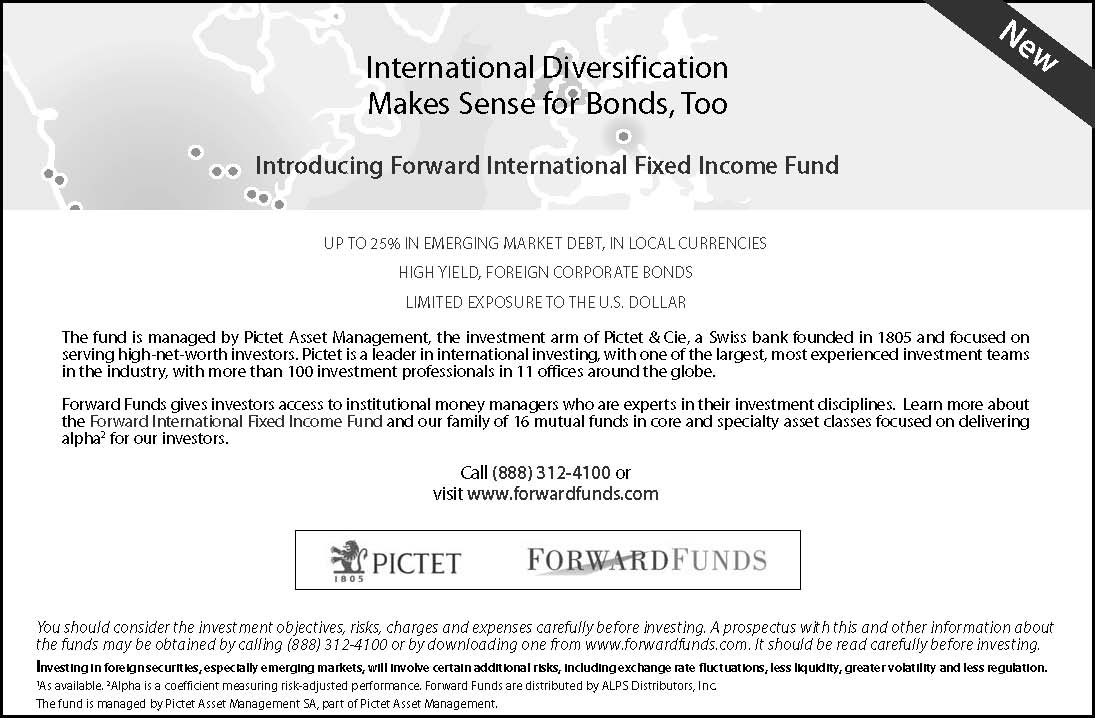 New
International Diversification
Makes Sense for Bonds, Too
Introducing Forward International Fixed Income Fund
UP TO 25% IN EMERGING MARKET DEBT, IN LOCAL CURRENCIES
HIGH YIELD, FOREIGN CORPORATE BONDS
LIMITED EXPOSURE TO THE U.S. DOLLAR
The fund is managed by Pictet Asset Management, the investment arm of Pictet & Cie, a Swiss bank founded in 1805 and focused on
serving high-net-worth investors. Pictet is a leader in international investing, with one of the largest, most experienced investment teams
in the industry, with more than 100 investment professionals in 11 offices around the globe.
Forward Funds gives investors access to institutional money managers who are experts in their investment disciplines. Learn more about
the Forward International Fixed Income Fund and our family of 16 mutual funds in core and specialty asset classes focused on delivering
alpha² for our investors.
Call (888) 312-4100 or
visit www.forwardfunds.com
1805 PICTET
FORWARDFUNDS
You should consider the investment objectives, risks, charges and expenses carefully before investing. A prospectus with this and other information about
the funds may be obtained by calling (888) 312-4100 or by downloading one from www.forwardfunds.com. It should be read carefully before investing.
Investing in foreign securities, especially emerging markets, will involve certain additional risks, including exchange rate fluctuations, less liquidity, greater volatility and less regulation.
¹As available. ²Alpha is a coefficient measuring risk-adjusted performance. Forward Funds are distributed by ALPS Distributors, Inc.
The fund is managed by Pictet Asset Management SA, part of Pictet Asset Management.